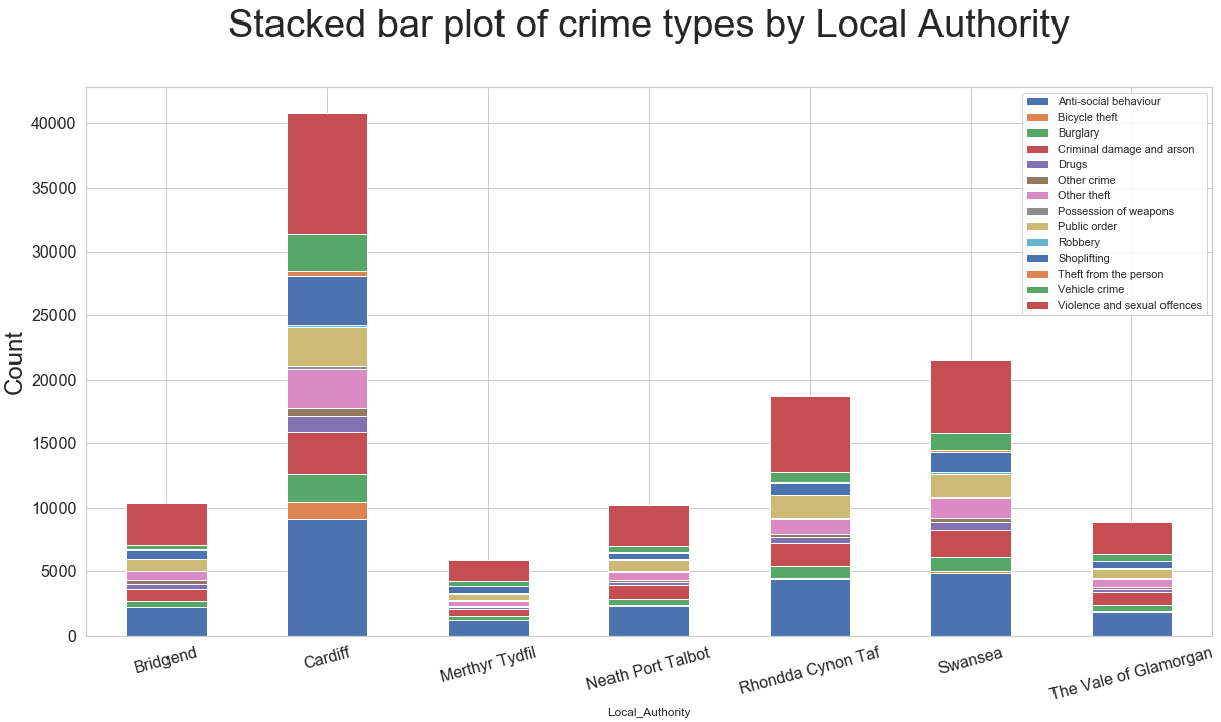 Stacked bar plot of crime types by Local Authority
Anti-social behaviour
Bicycle theft
Burglary
Criminal damage and arson
Drugs
Other crime
Other theft
Possession of weapons
Public order
Robbery
Shoplifting
Theft from the person
Vehicle crime
Violence and sexual offences
Count
40000
35000
30000
25000
20000
15000
10000
5000
0
Bridgend
Cardiff
Merthyr Tydfil
Neath Port Talbot
Rhondda Cynon Taf
Swansea
The Vale of Glamorgan
Local_Authority